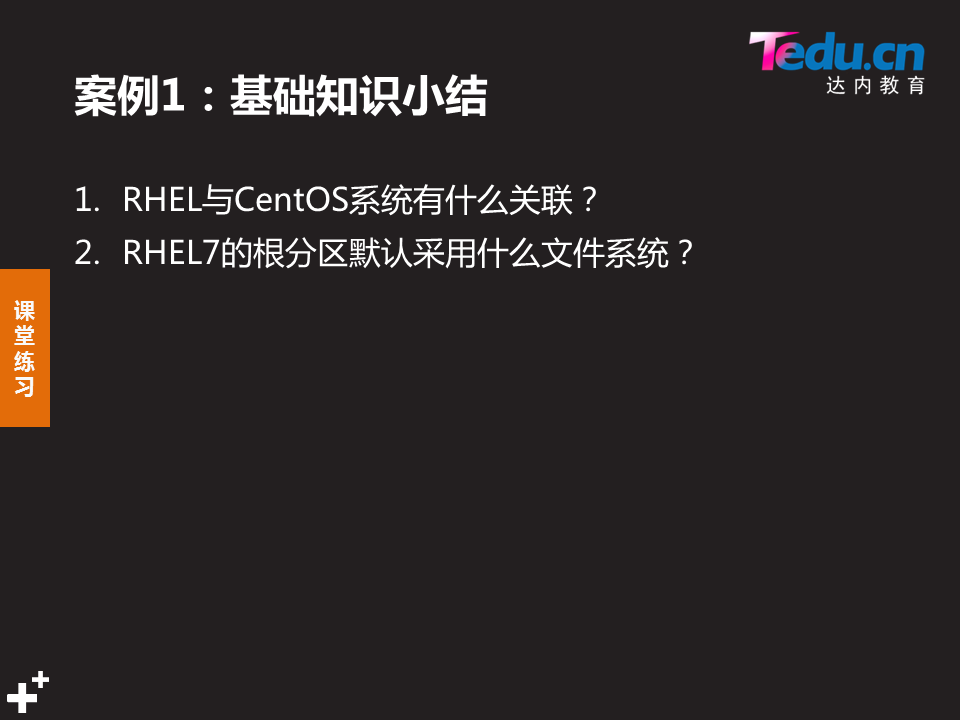 Tedu.cn
达内教育
案例1：基础知识小结
1. RHEL与CentOS系统有什么关联？
2. RHEL7的根分区默认采用什么文件系统？
课
堂
练
习